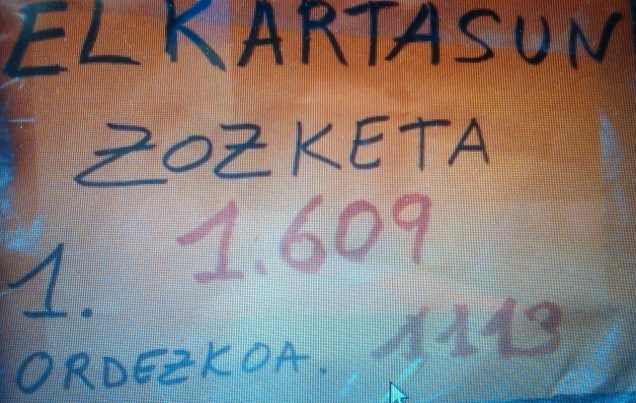 ELKARTASUN
ZOZKETA
1.609
1.
ORDEZKOA. 1113